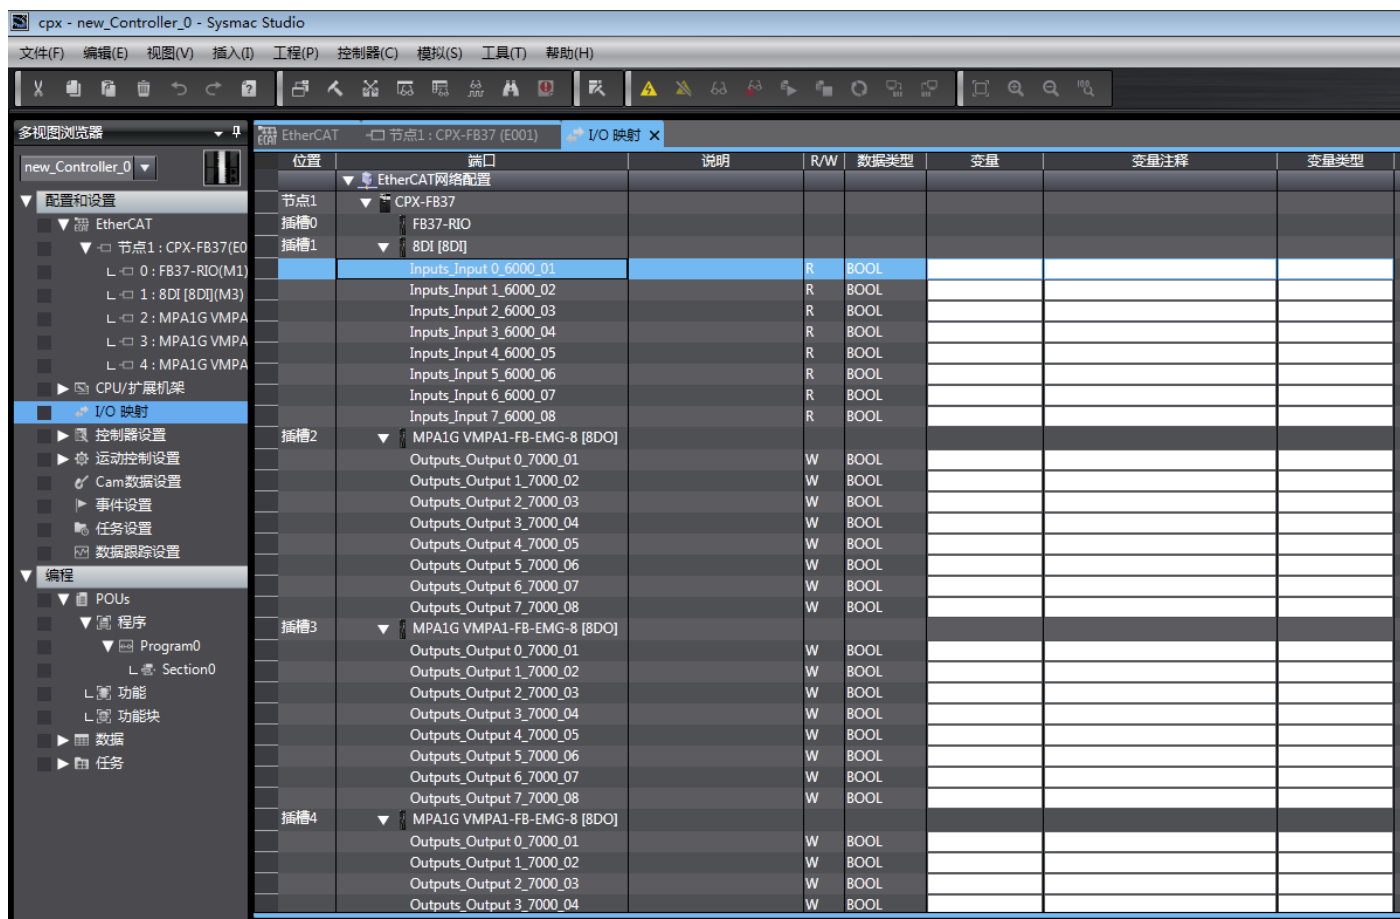 cpx - new_Controller_0 - Sysmac Studio
文件(F) 编辑(E) 视图(V) 插入(I) 工程(P) 控制器(C) 模拟(S) 工具(T) 帮助(H)
多视图浏览器
new_Controller_0
配置和设置
EtherCAT
节点1 : CPX-FB37(E0
0 : FB37-RIO(M1)
1 : 8DI [8DI](M3)
2 : MPA1G VMPA
3 : MPA1G VMPA
4 : MPA1G VMPA
CPU/扩展机架
I/O 映射
控制器设置
运动控制设置
Cam数据设置
事件设置
任务设置
数据跟踪设置
编程
POUs
程序
Program0
Section0
功能
功能块
数据
任务
EtherCAT 节点1 : CPX-FB37 (E001) I/O 映射
位置 端口 说明 R/W 数据类型 变量 变量注释 变量类型
EtherCAT网络配置
节点1 CPX-FB37
插槽0 FB37-RIO
插槽1 8DI [8DI]
Inputs_Input 0_6000_01 R BOOL
Inputs_Input 1_6000_02 R BOOL
Inputs_Input 2_6000_03 R BOOL
Inputs_Input 3_6000_04 R BOOL
Inputs_Input 4_6000_05 R BOOL
Inputs_Input 5_6000_06 R BOOL
Inputs_Input 6_6000_07 R BOOL
Inputs_Input 7_6000_08 R BOOL
插槽2 MPA1G VMPA1-FB-EMG-8 [8DO]
Outputs_Output 0_7000_01 W BOOL
Outputs_Output 1_7000_02 W BOOL
Outputs_Output 2_7000_03 W BOOL
Outputs_Output 3_7000_04 W BOOL
Outputs_Output 4_7000_05 W BOOL
Outputs_Output 5_7000_06 W BOOL
Outputs_Output 6_7000_07 W BOOL
Outputs_Output 7_7000_08 W BOOL
插槽3 MPA1G VMPA1-FB-EMG-8 [8DO]
Outputs_Output 0_7000_01 W BOOL
Outputs_Output 1_7000_02 W BOOL
Outputs_Output 2_7000_03 W BOOL
Outputs_Output 3_7000_04 W BOOL
Outputs_Output 4_7000_05 W BOOL
Outputs_Output 5_7000_06 W BOOL
Outputs_Output 6_7000_07 W BOOL
Outputs_Output 7_7000_08 W BOOL
插槽4 MPA1G VMPA1-FB-EMG-8 [8DO]
Outputs_Output 0_7000_01 W BOOL
Outputs_Output 1_7000_02 W BOOL
Outputs_Output 2_7000_03 W BOOL
Outputs_Output 3_7000_04 W BOOL